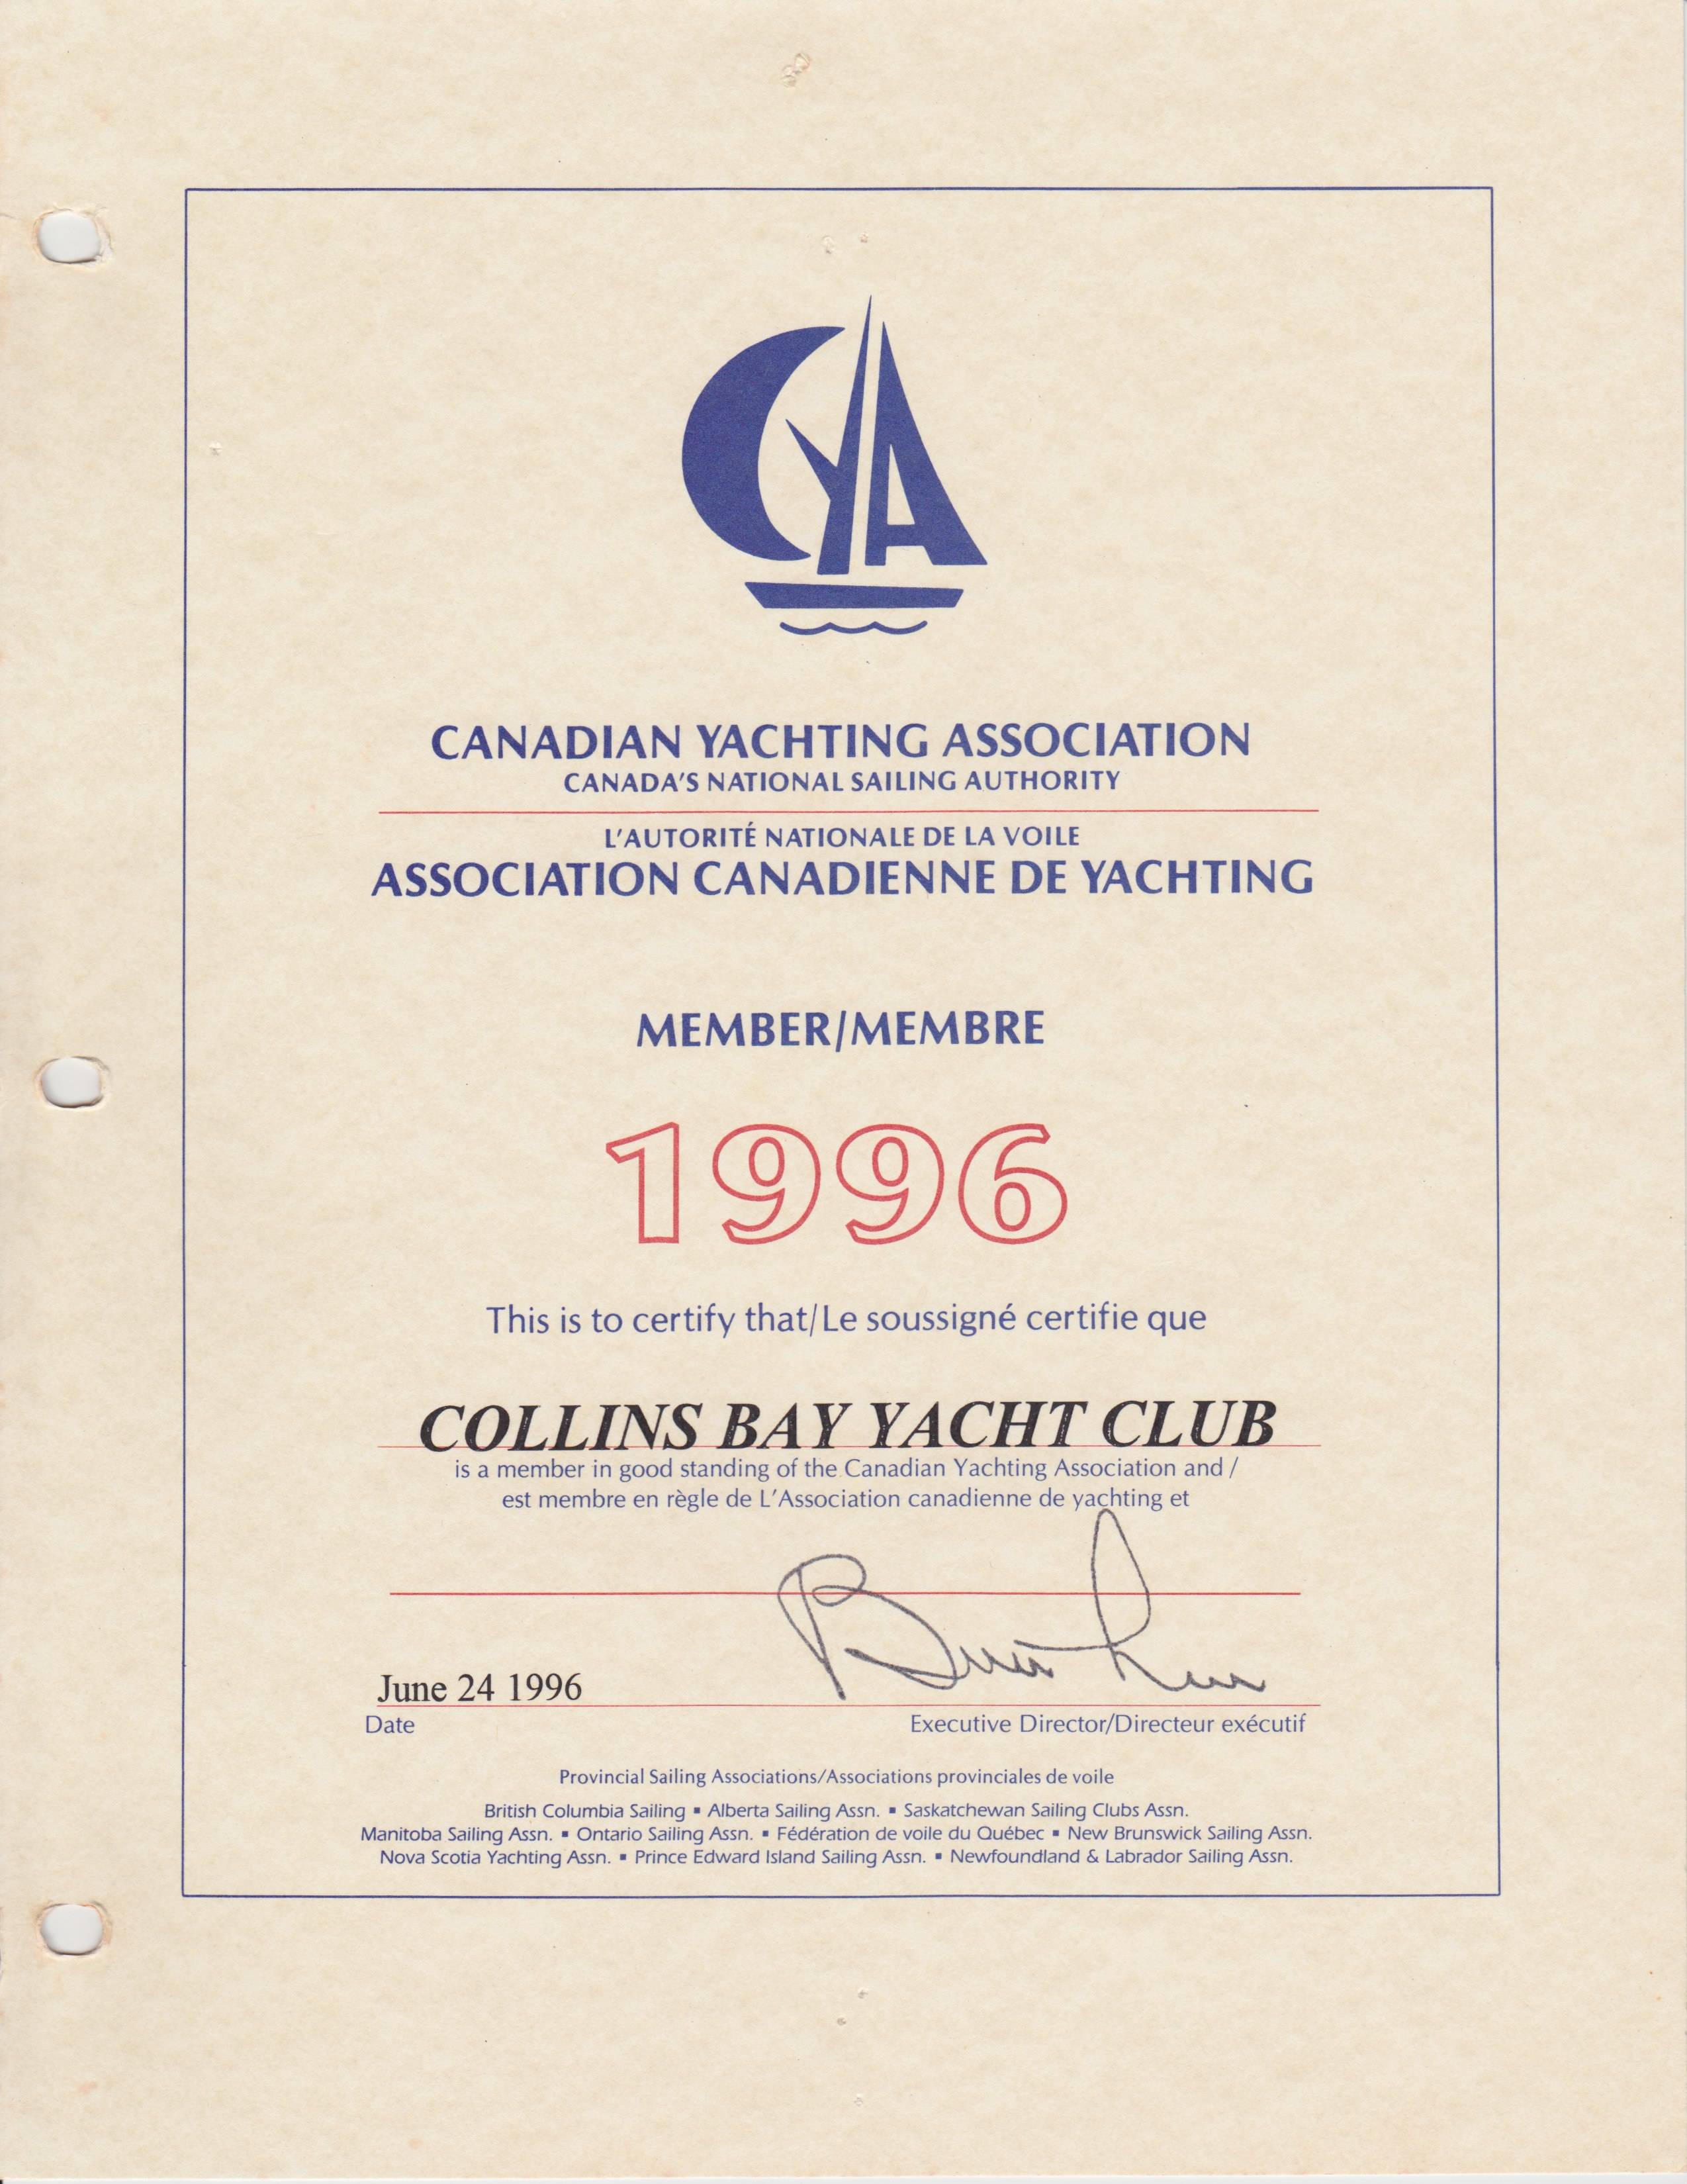 CYA
CANADIAN YACHTING ASSOCIATION
CANADA'S NATIONAL SAILING AUTHORITY
L'AUTORITÉ NATIONALE DE LA VOILE
ASSOCIATION CANADIENNE DE YACHTING
MEMBER/MEMBRE
1996
This is to certify that/Le soussigné certifie que
COLLINS BAY YACHT CLUB
is a member in good standing of the Canadian Yachting Association and /
est membre en règle de L'Association canadienne de yachting et
June 24 1996
Date
Executive Director/Directeur exécutif
Provincial Sailing Associations/Associations provinciales de voile
British Columbia Sailing ▪ Alberta Sailing Assn. ▪ Saskatchewan Sailing Clubs Assn.
Manitoba Sailing Assn. ▪ Ontario Sailing Assn. ▪ Fédération de voile du Québec ▪ New Brunswick Sailing Assn.
Nova Scotia Yachting Assn. ▪ Prince Edward Island Sailing Assn. ▪ Newfoundland & Labrador Sailing Assn.